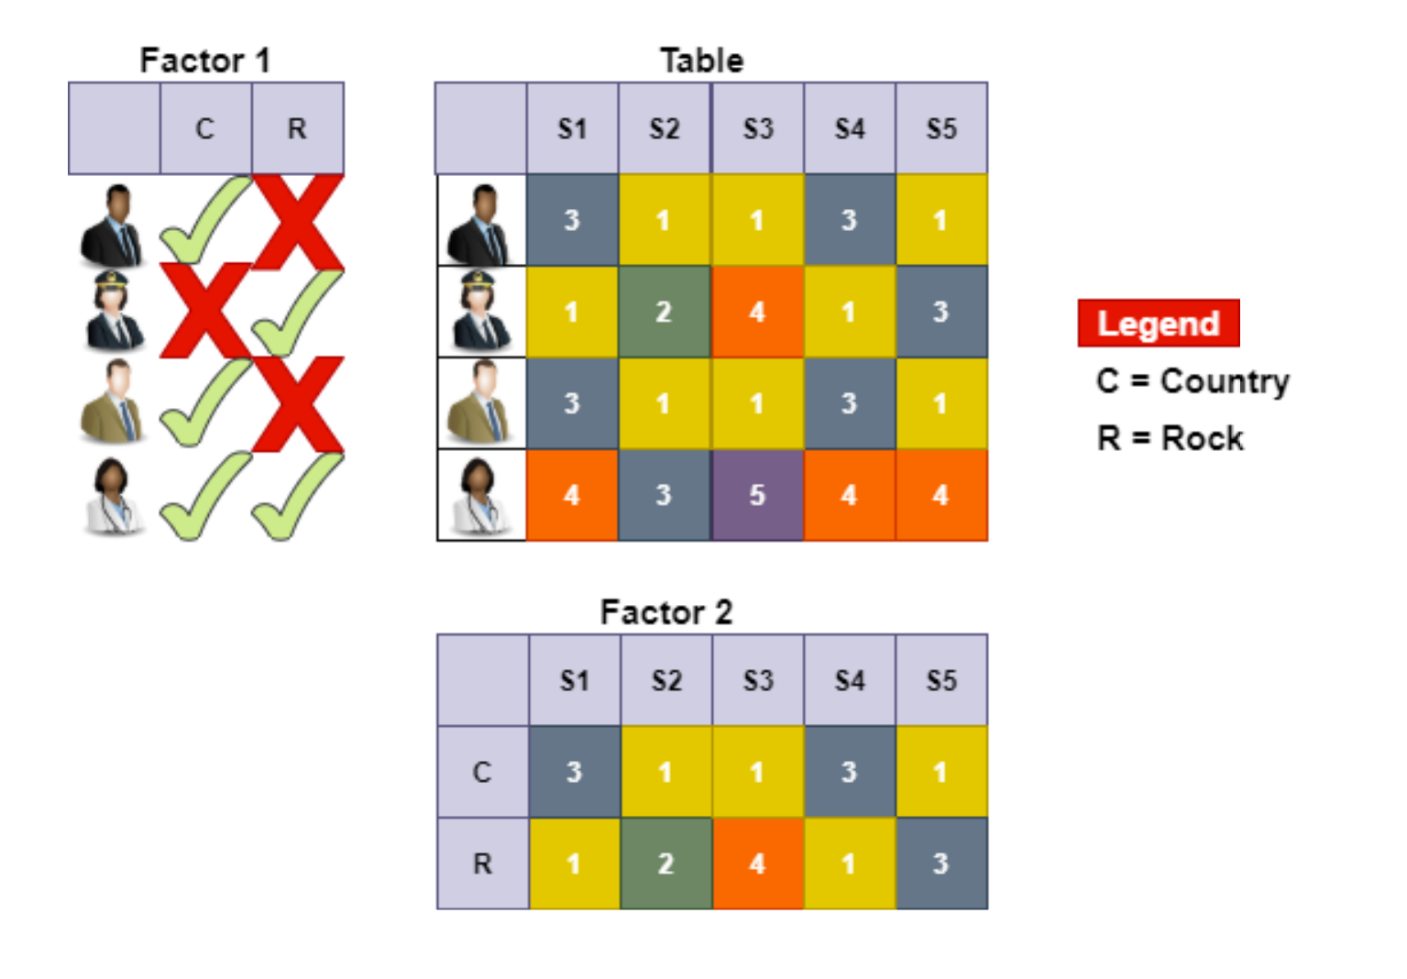 Factor 1
C R
Table
S1 S2 S3 S4 S5
3 1 1 3 1
1 2 4 1 3
3 1 1 3 1
4 3 5 4 4
Legend
C = Country
R = Rock
Factor 2
S1 S2 S3 S4 S5
C 3 1 1 3 1
R 1 2 4 1 3